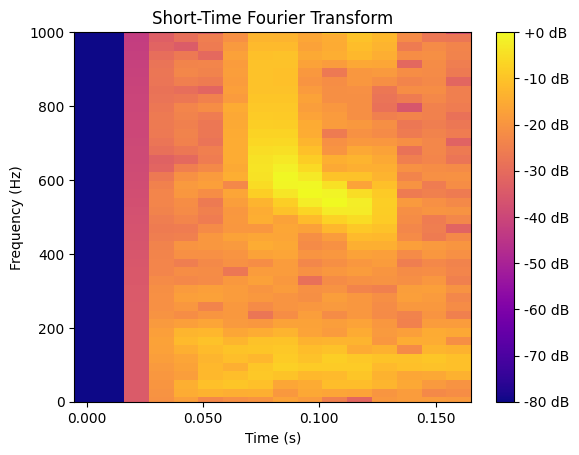 Short-Time Fourier Transform
1000
800
600
400
200
0
Frequency (Hz)
0.000
0.050
0.100
0.150
Time (s)
+0 dB
-10 dB
-20 dB
-30 dB
-40 dB
-50 dB
-60 dB
-70 dB
-80 dB